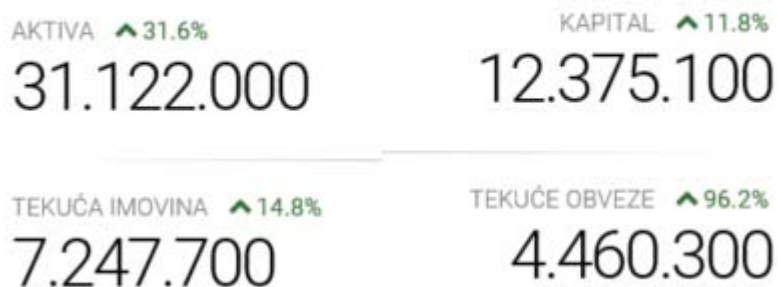 AKTIVA 31.6%
31.122.000
KAPITAL 11.8%
12.375.100
TEKUĆA IMOVINA 14.8%
7.247.700
TEKUĆE OBVEZE 96.2%
4.460.300